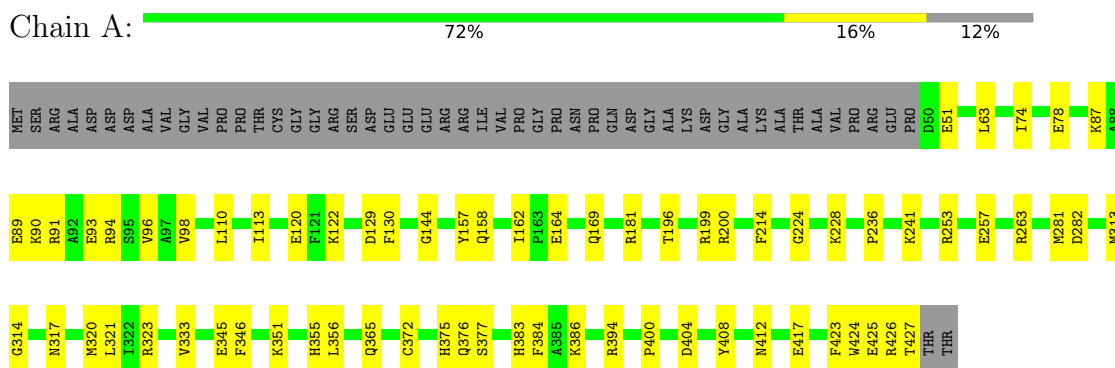 Chain A:
72% 16% 12%
MET SER ARG ALA ASP ASP ASP ALA VAL GLY VAL PRO PRO THR CYS GLY GLY ARG SER ASP GLU GLU GLU ARG ARG ILE VAL PRO GLY PRO ASN PRO GLN ASP GLY ALA LYS ASP GLY ALA LYS ALA THR ALA VAL PRO ARG GLU PRO D50 E51 L63 I74 E78 K87 A88
E89 K90 R91 A92 E93 R94 S95 V96 A97 V98 L110 I113 E120 F121 K122 D129 F130 G144 Y157 Q158 I162 P163 E164 Q169 R181 T196 R199 R200 F214 G224 K228 P236 K241 R253 E257 R263 M281 D282 M313
G314 N317 M320 L321 I322 R323 V333 E345 F346 K351 H355 L356 Q365 C372 H375 Q376 S377 H383 F384 A385 K386 R394 P400 D404 Y408 N412 E417 F423 W424 E425 R426 T427 THR THR